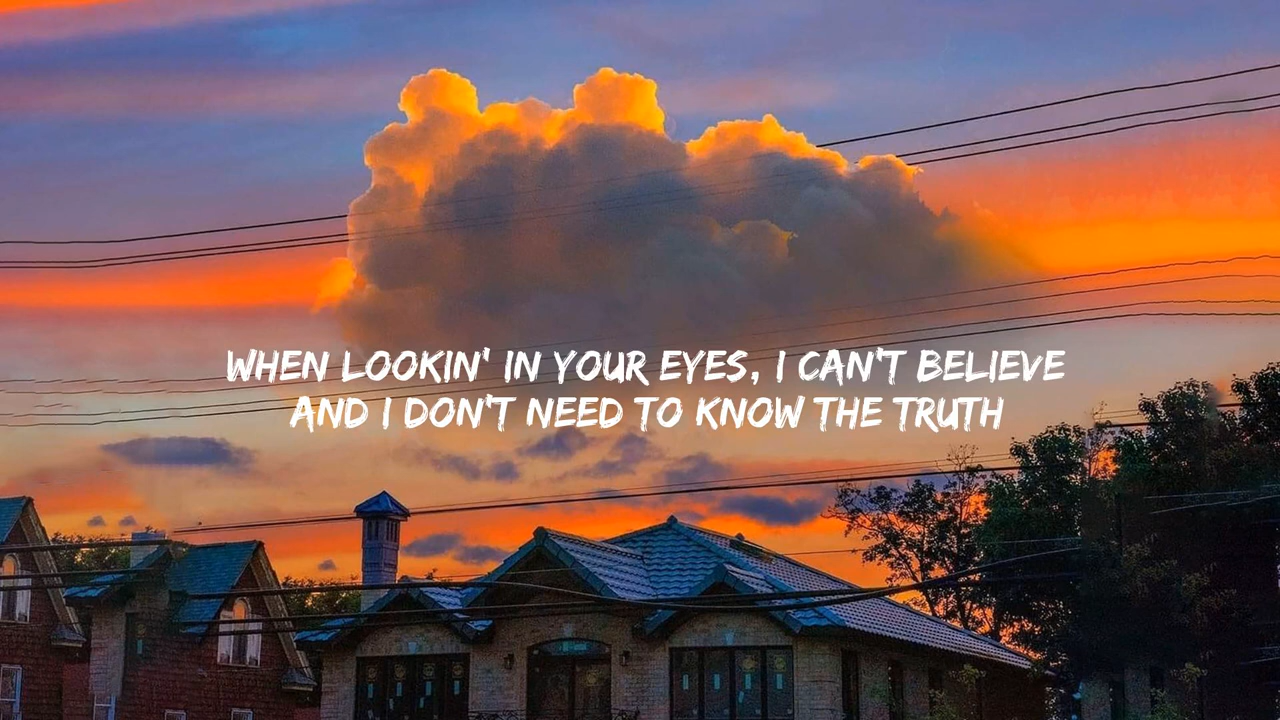 WHEN LOOKIN' IN YOUR EYES, I CAN'T BELIEVE
AND I DON'T NEED TO KNOW THE TRUTH